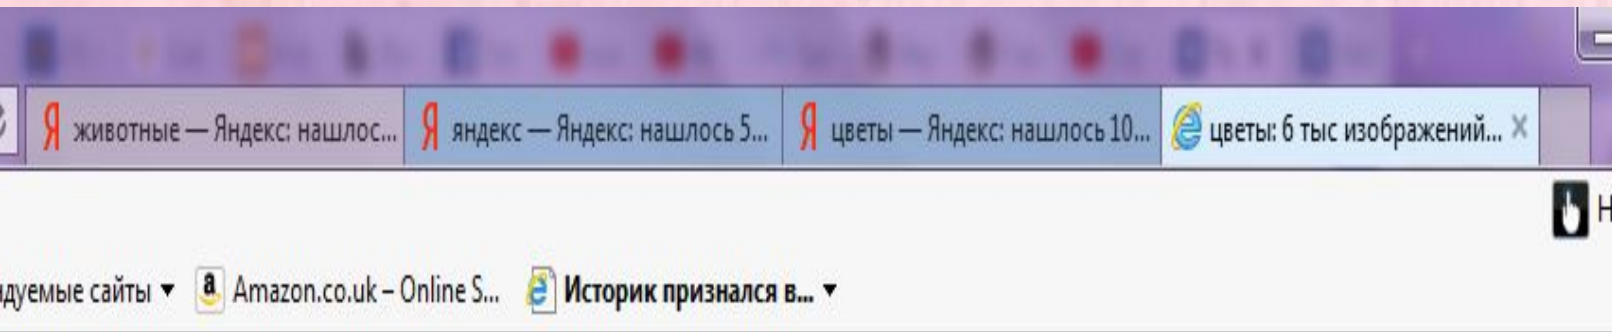 животные — Яндекс: нашлос... яндекс — Яндекс: нашлось 5... цветы — Яндекс: нашлось 10... цветы: 6 тыс изображений...
Н
дуемые сайты Amazon.co.uk – Online S... Историк признался в...